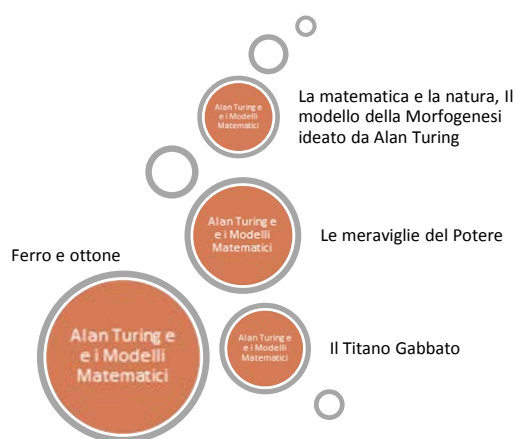 Alan Turing e
e i Modelli
Matematici
La matematica e la natura, Il
modello della Morfogenesi
ideato da Alan Turing
Alan Turing e
e i Modelli
Matematici
Le meraviglie del Potere
Ferro e ottone
Alan Turing e
e i Modelli
Matematici
Alan Turing e
e i Modelli
Matematici
Il Titano Gabbato